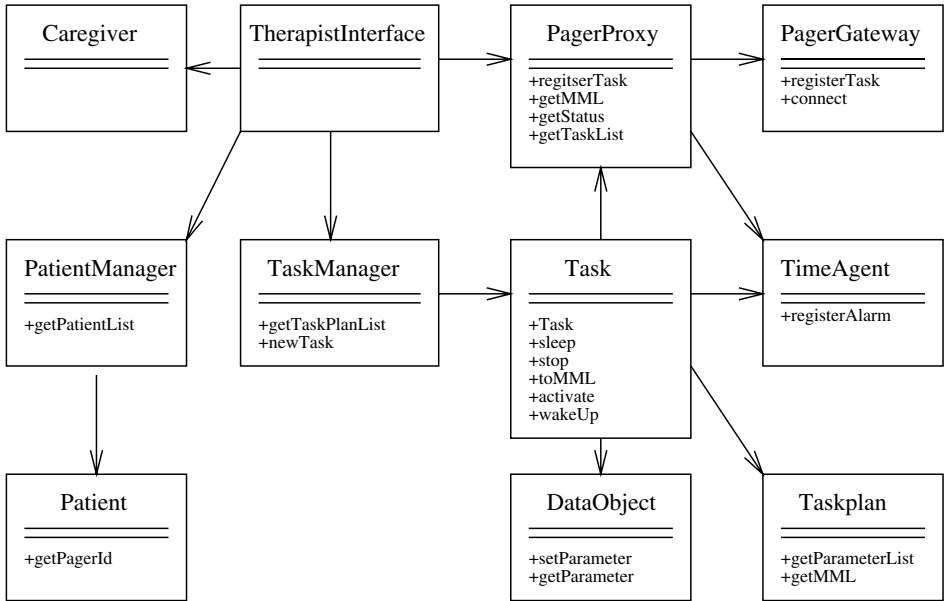 Caregiver
TherapistInterface
PagerProxy
+regitserTask
+getMML
+getStatus
+getTaskList
PagerGateway
+registerTask
+connect
PatientManager
+getPatientList
TaskManager
+getTaskPlanList
+newTask
Task
+Task
+sleep
+stop
+toMML
+activate
+wakeUp
TimeAgent
+registerAlarm
Patient
+getPagerId
DataObject
+setParameter
+getParameter
Taskplan
+getParameterList
+getMML